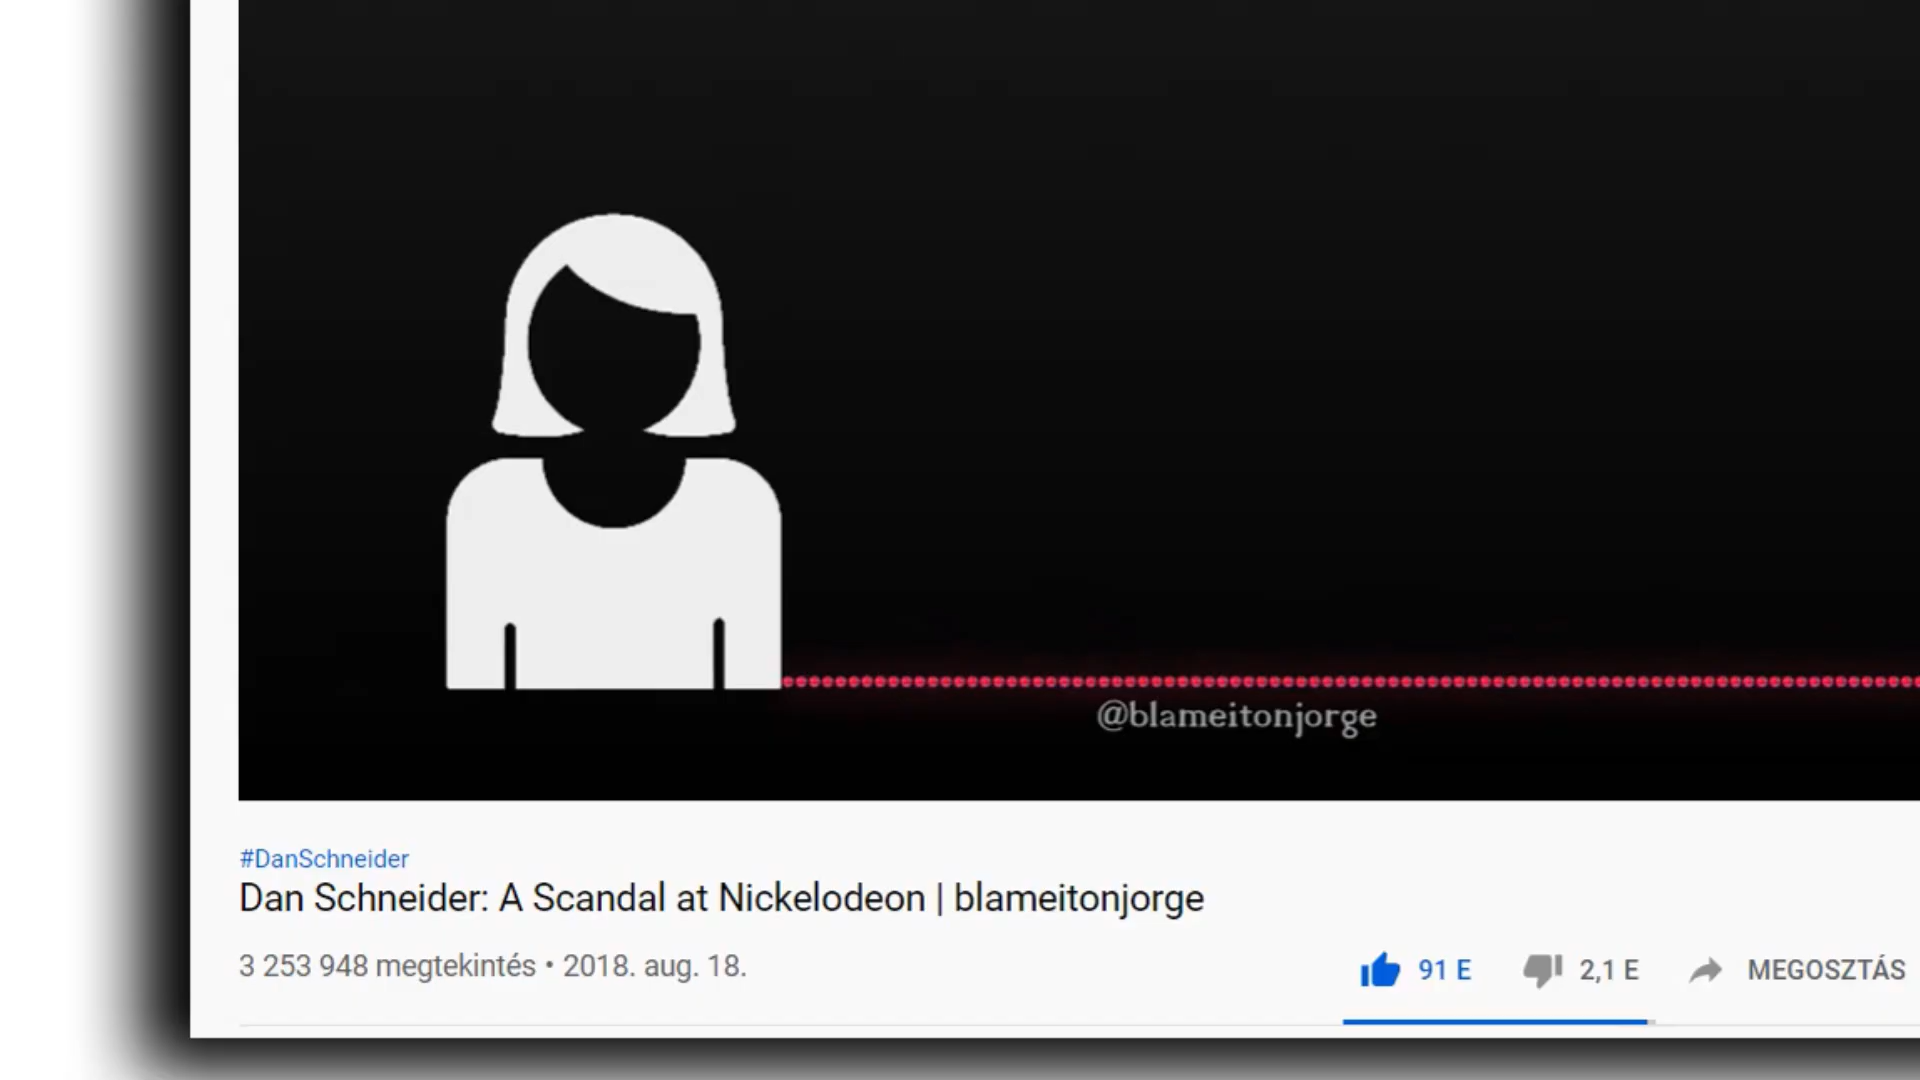 @blameitonjorge
#DanSchneider
Dan Schneider: A Scandal at Nickelodeon | blameitonjorge
3 253 948 megtekintés • 2018. aug. 18.
91 E 2,1 E MEGOSZTÁS